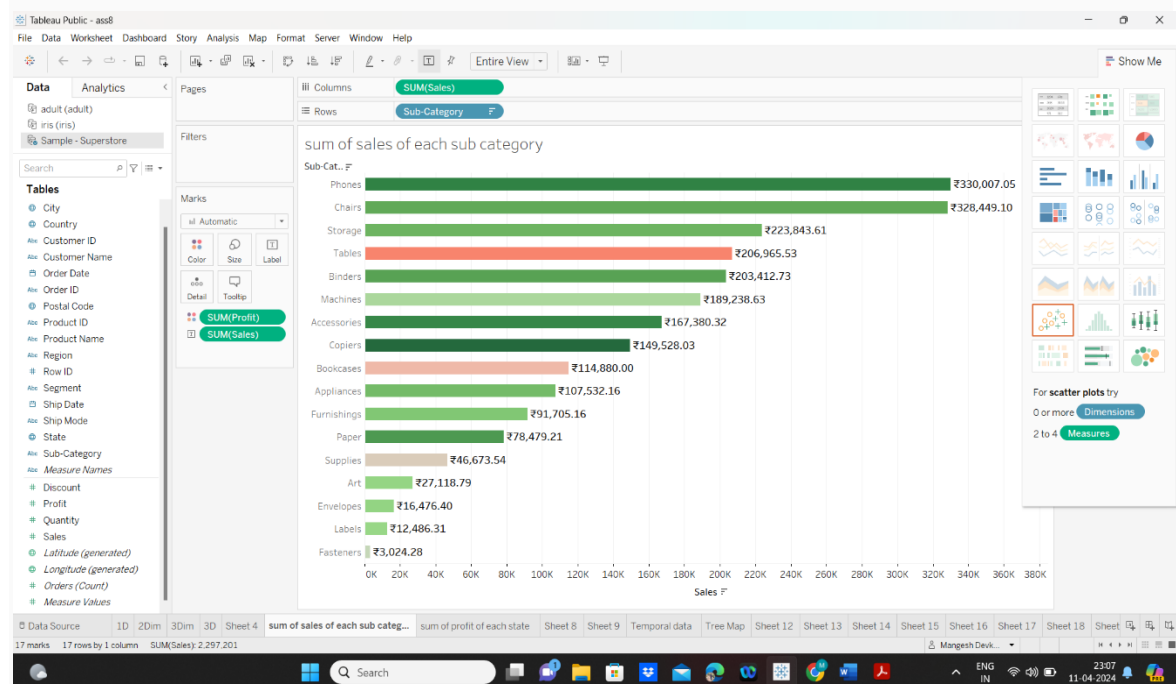 Tableau Public - ass8
File Data Worksheet Dashboard Story Analysis Map Format Server Window Help
Entire View
Show Me
Data Analytics
adult (adult)
iris (iris)
Sample - Superstore
Search
Tables
City
Country
Abc Customer ID
Abc Customer Name
Order Date
Abc Order ID
Postal Code
Abc Product ID
Abc Product Name
Abc Region
# Row ID
Abc Segment
Ship Date
Abc Ship Mode
State
Abc Sub-Category
Abc Measure Names
# Discount
# Profit
# Quantity
# Sales
Latitude (generated)
Longitude (generated)
# Orders (Count)
# Measure Values
Pages
Filters
Marks
Automatic
Color Size Label
Detail Tooltip
SUM(Profit)
SUM(Sales)
Columns SUM(Sales)
Rows Sub-Category
sum of sales of each sub category
Sub-Cat..
Phones ₹330,007.05
Chairs ₹328,449.10
Storage ₹223,843.61
Tables ₹206,965.53
Binders ₹203,412.73
Machines ₹189,238.63
Accessories ₹167,380.32
Copiers ₹149,528.03
Bookcases ₹114,880.00
Appliances ₹107,532.16
Furnishings ₹91,705.16
Paper ₹78,479.21
Supplies ₹46,673.54
Art ₹27,118.79
Envelopes ₹16,476.40
Labels ₹12,486.31
Fasteners ₹3,024.28
0K 20K 40K 60K 80K 100K 120K 140K 160K 180K 200K 220K 240K 260K 280K 300K 320K 340K 360K 380K
Sales
For scatter plots try
0 or more Dimensions
2 to 4 Measures
Data Source 1D 2Dim 3Dim 3D Sheet 4 sum of sales of each sub categ... sum of profit of each state Sheet 8 Sheet 9 Temporal data Tree Map Sheet 12 Sheet 13 Sheet 14 Sheet 15 Sheet 16 Sheet 17 Sheet 18 Sheet
17 marks 17 rows by 1 column SUM(Sales): 2,297,201
Mangesh Devk...
Search
ENG
IN
23:07
11-04-2024